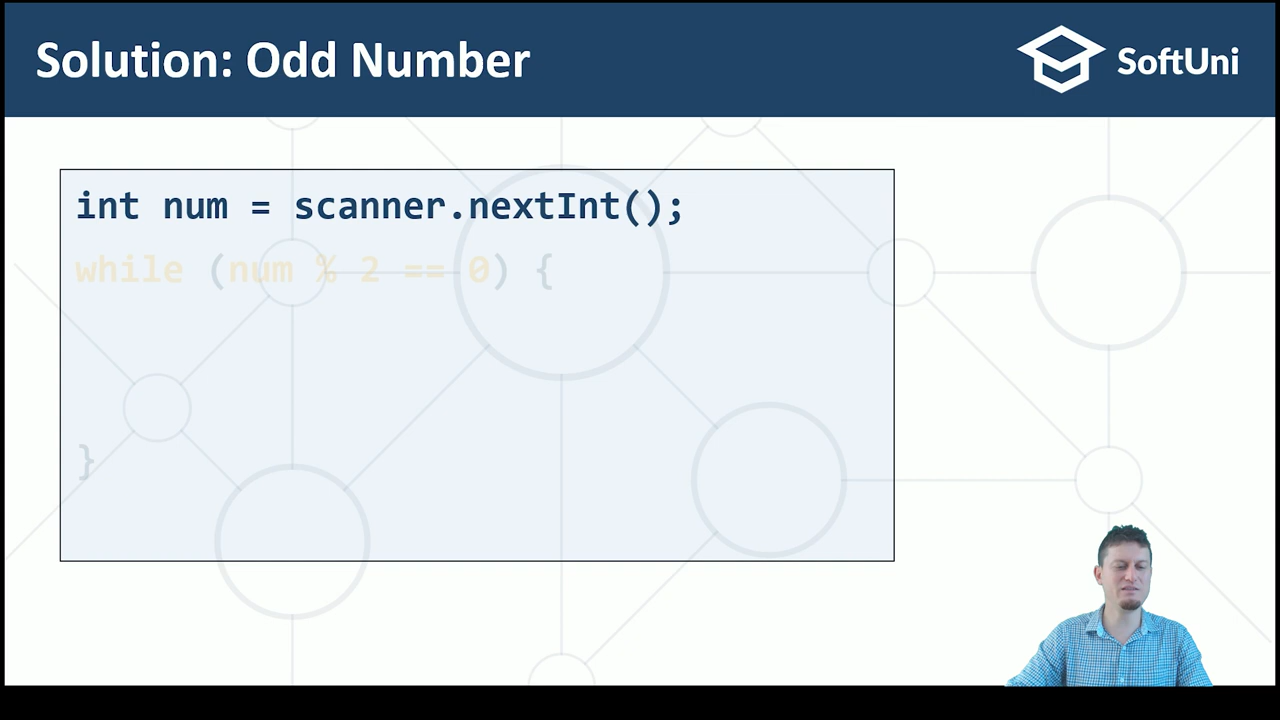 Solution: Odd Number
SoftUni
int num = scanner.nextInt();
while (num % 2 == 0) {
}